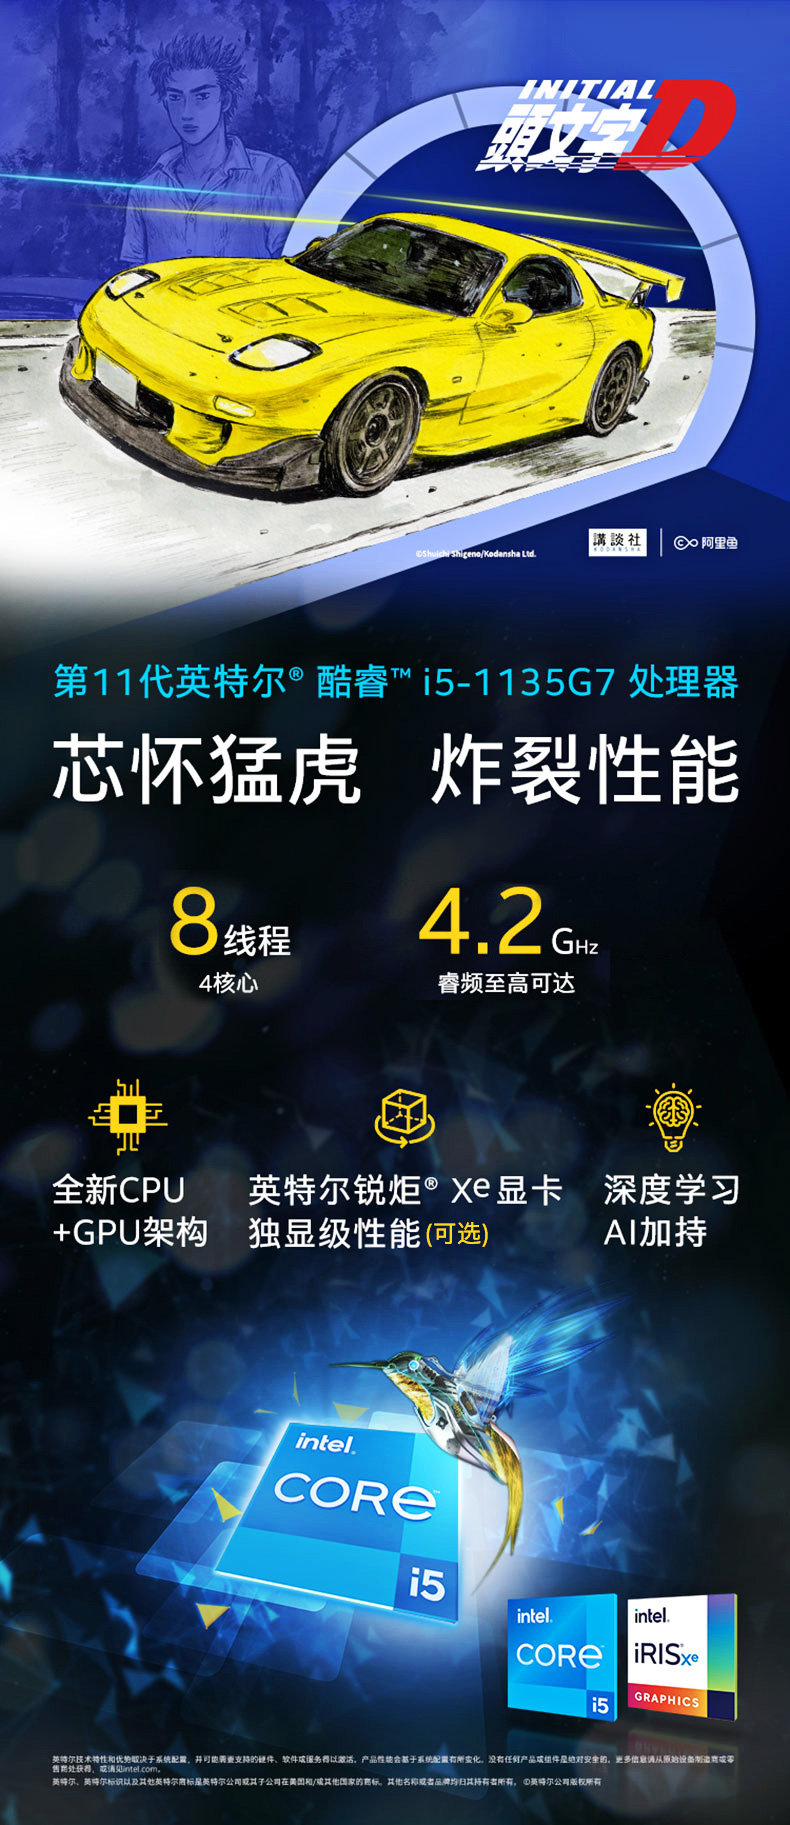 INITIAL
頭文字D
©Shuichi Shigeno/Kodansha Ltd.
講談社
KODANSHA
阿里鱼
第11代英特尔® 酷睿™ i5-1135G7 处理器
芯怀猛虎 炸裂性能
8线程
4.2GHz
4核心
睿频至高可达
全新CPU
+GPU架构
英特尔锐炬® Xe显卡
独显级性能(可选)
深度学习
AI加持
intel.
CORe™
i5
intel.
CORe™
i5
intel.
iRISxe
GRAPHICS
英特尔技术特性和优势取决于系统配置，并可能需要支持的硬件、软件或服务得以激活。产品性能会基于系统配置有所变化。没有任何产品或组件是绝对安全的。更多信息请从原始设备制造商或零
售商处获得，或请见intel.com。
英特尔、英特尔标识以及其他英特尔商标是英特尔公司或其子公司在美国和/或其他国家的商标。其他名称或者品牌均归其持有者所有。 ©英特尔公司版权所有